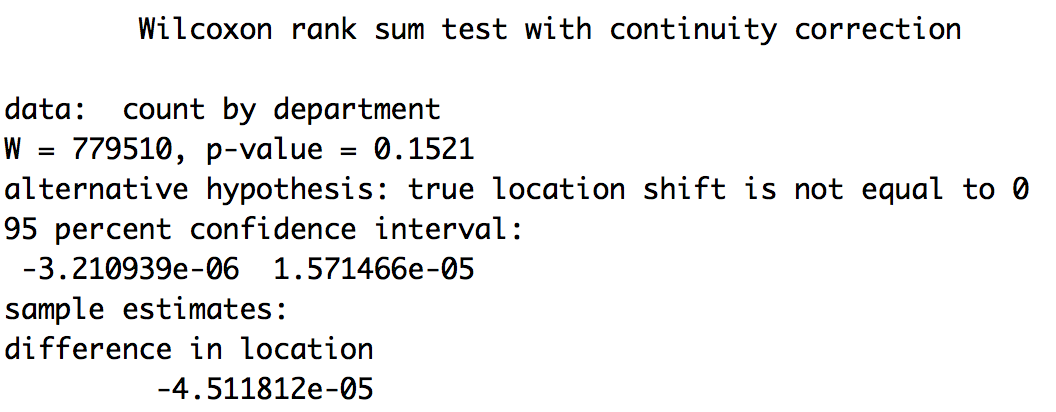 Wilcoxon rank sum test with continuity correction
data:  count by department
W = 779510, p-value = 0.1521
alternative hypothesis: true location shift is not equal to 0
95 percent confidence interval:
-3.210939e-06  1.571466e-05
sample estimates:
difference in location
-4.511812e-05